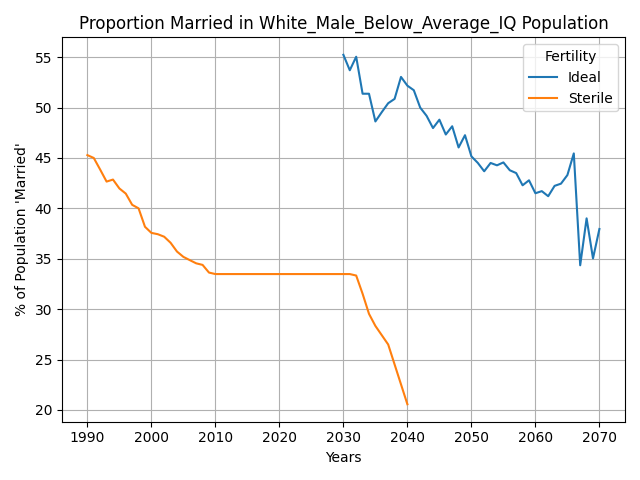 Proportion Married in White_Male_Below_Average_IQ Population
% of Population 'Married'
55
50
45
40
35
30
25
20
Fertility
Ideal
Sterile
1990 2000 2010 2020 2030 2040 2050 2060 2070
Years